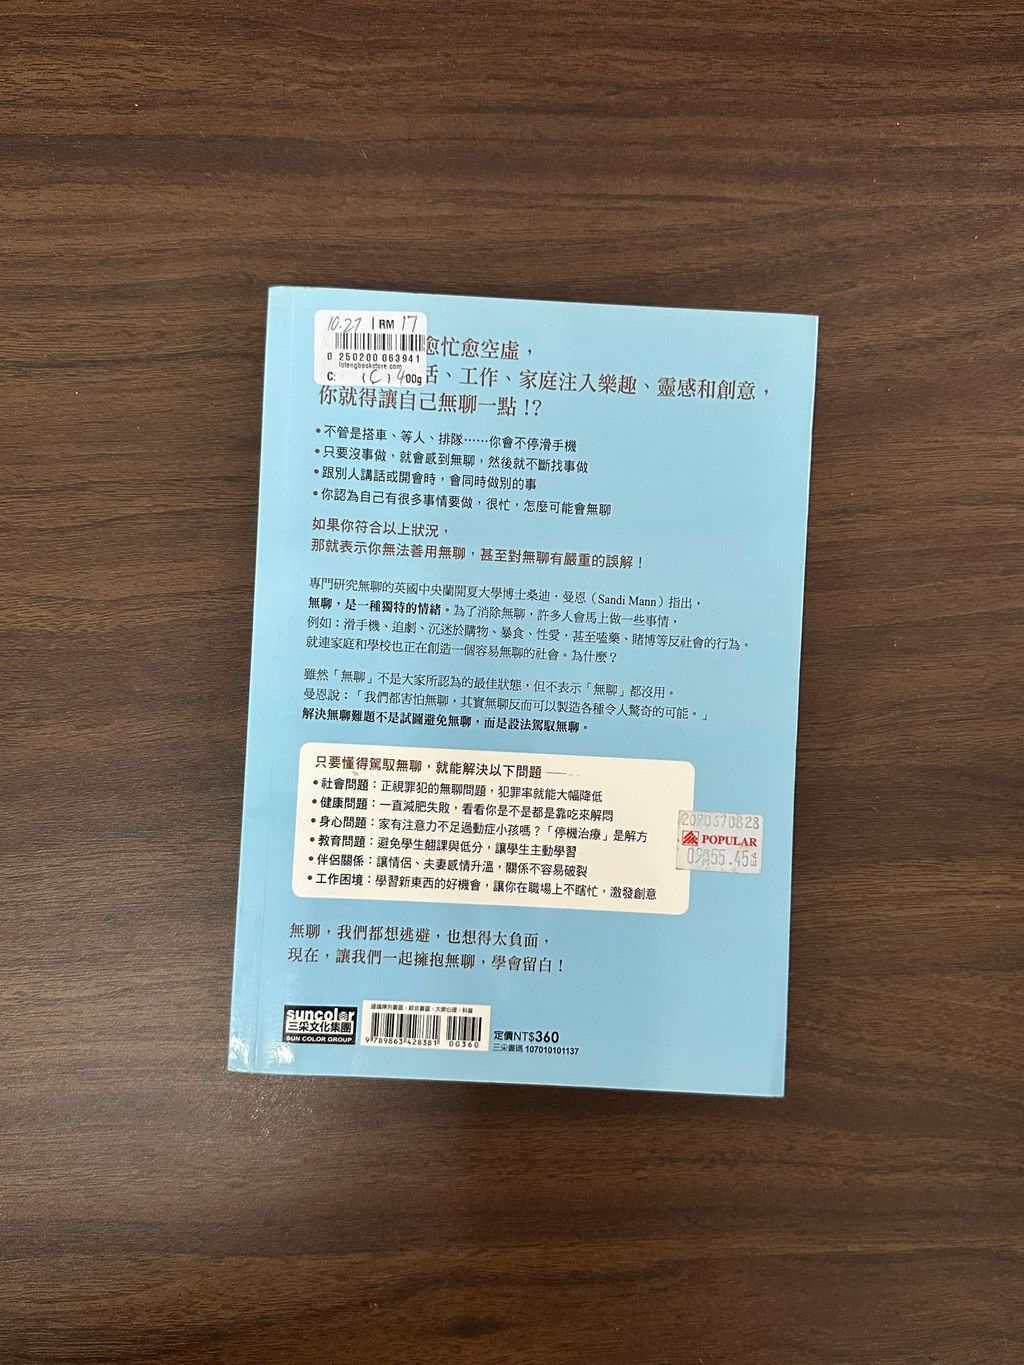 10.27 | RM 17
0 250200 063941
lotengbookstore.com
C: (C) 400g
愈忙愈空虛，
活、工作、家庭注入樂趣、靈感和創意，
你就得讓自己無聊一點！？
•不管是搭車、等人、排隊……你會不停滑手機
•只要沒事做，就會感到無聊，然後就不斷找事做
•跟別人講話或開會時，會同時做別的事
•你認為自己有很多事情要做，很忙，怎麼可能會無聊
如果你符合以上狀況，
那就表示你無法善用無聊，甚至對無聊有嚴重的誤解！
專門研究無聊的英國中央蘭開夏大學博士桑迪．曼恩（Sandi Mann）指出，
無聊，是一種獨特的情緒。為了消除無聊，許多人會馬上做一些事情，
例如：滑手機、追劇、沉迷於購物、暴食、性愛，甚至嗑藥、賭博等反社會的行為。
就連家庭和學校也正在創造一個容易無聊的社會。為什麼？
雖然「無聊」不是大家所認為的最佳狀態，但不表示「無聊」都沒用。
曼恩說：「我們都害怕無聊，其實無聊反而可以製造各種令人驚奇的可能。」
解決無聊難題不是試圖避免無聊，而是設法駕馭無聊。
只要懂得駕馭無聊，就能解決以下問題——
•社會問題：正視罪犯的無聊問題，犯罪率就能大幅降低
•健康問題：一直減肥失敗，看看你是不是都是靠吃來解悶
•身心問題：家有注意力不足過動症小孩嗎？「停機治療」是解方
•教育問題：避免學生翹課與低分，讓學生主動學習
•伴侶關係：讓情侶、夫妻感情升溫，關係不容易破裂
•工作困境：學習新東西的好機會，讓你在職場上不瞎忙，激發創意
POPULAR
無聊，我們都想逃避，也想得太負面，
現在，讓我們一起擁抱無聊，學會留白！
suncolor
三采文化集團
SUN COLOR GROUP
建議陳列書區：綜合書區、大眾心理、科普
9 789863 428381 00360
定價NT$360
三采書碼 107010101137